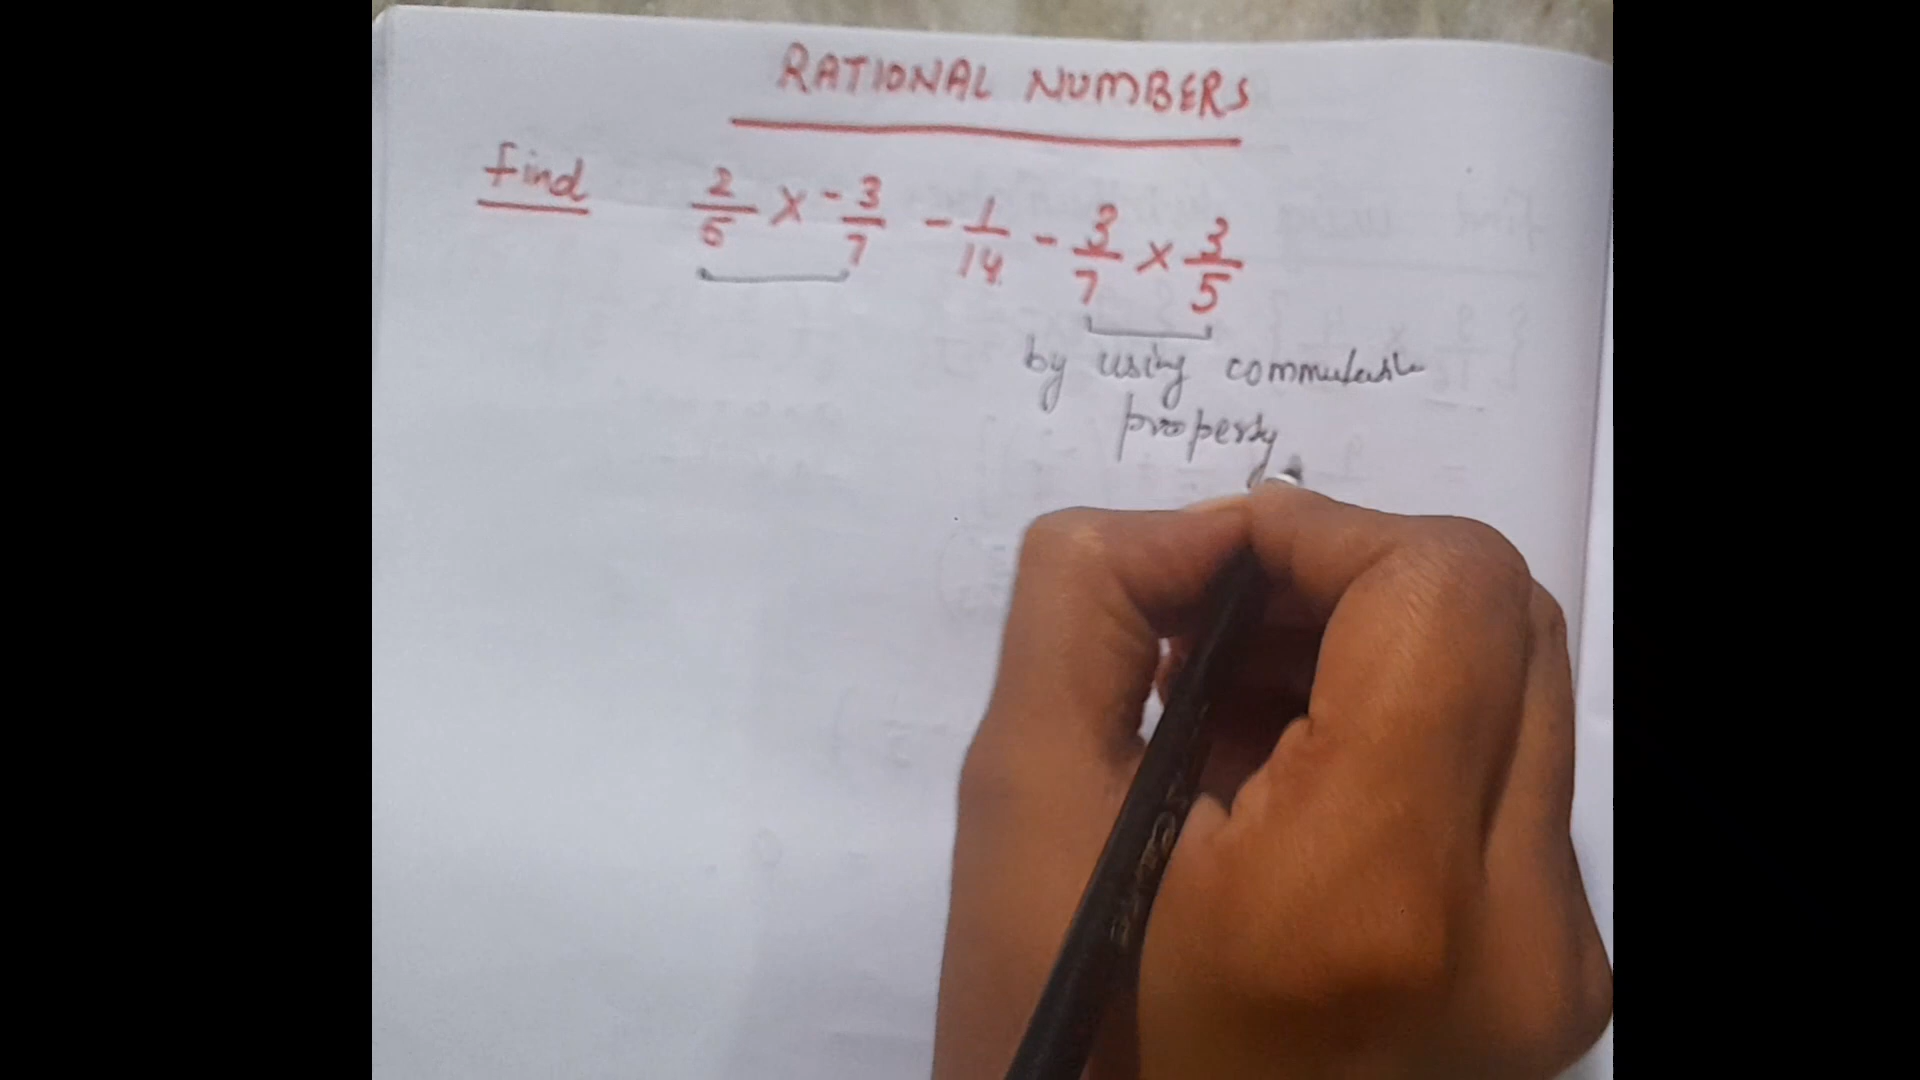 RATIONAL NUMBERS
find 2/5 x -3/7 - 1/14 - 3/7 x 3/5
by using commutative
property